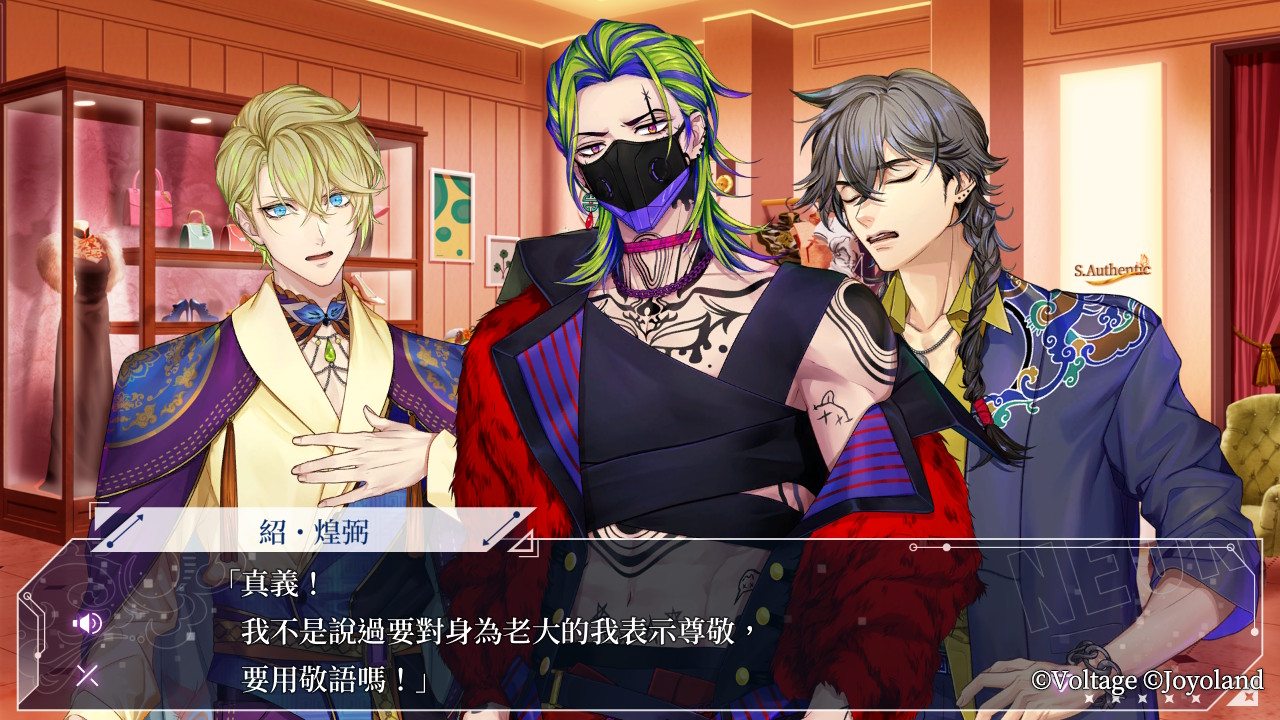 S.Authentic
紹・煌弼
「真義！
我不是說過要對身為老大的我表示尊敬，
要用敬語嗎！」
NEON
©Voltage ©Joyoland